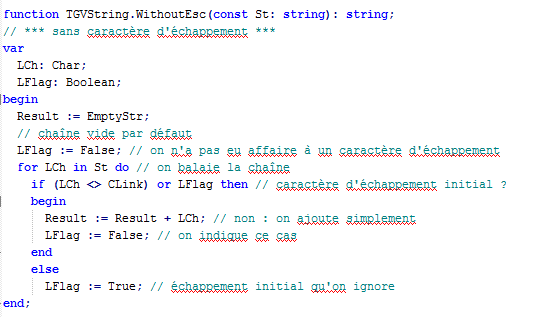 function TGVString.WithoutEsc(const St: string): string;
// *** sans caractère d'échappement ***
var
  LCh: Char;
  LFlag: Boolean;
begin
  Result := EmptyStr;
  // chaîne vide par défaut
  LFlag := False; // on n'a pas eu affaire à un caractère d'échappement
  for LCh in St do // on balaie la chaîne
    if (LCh <> CLink) or LFlag then // caractère d'échappement initial ?
    begin
      Result := Result + LCh; // non : on ajoute simplement
      LFlag := False; // on indique ce cas
    end
    else
      LFlag := True; // échappement initial qu'on ignore
end;